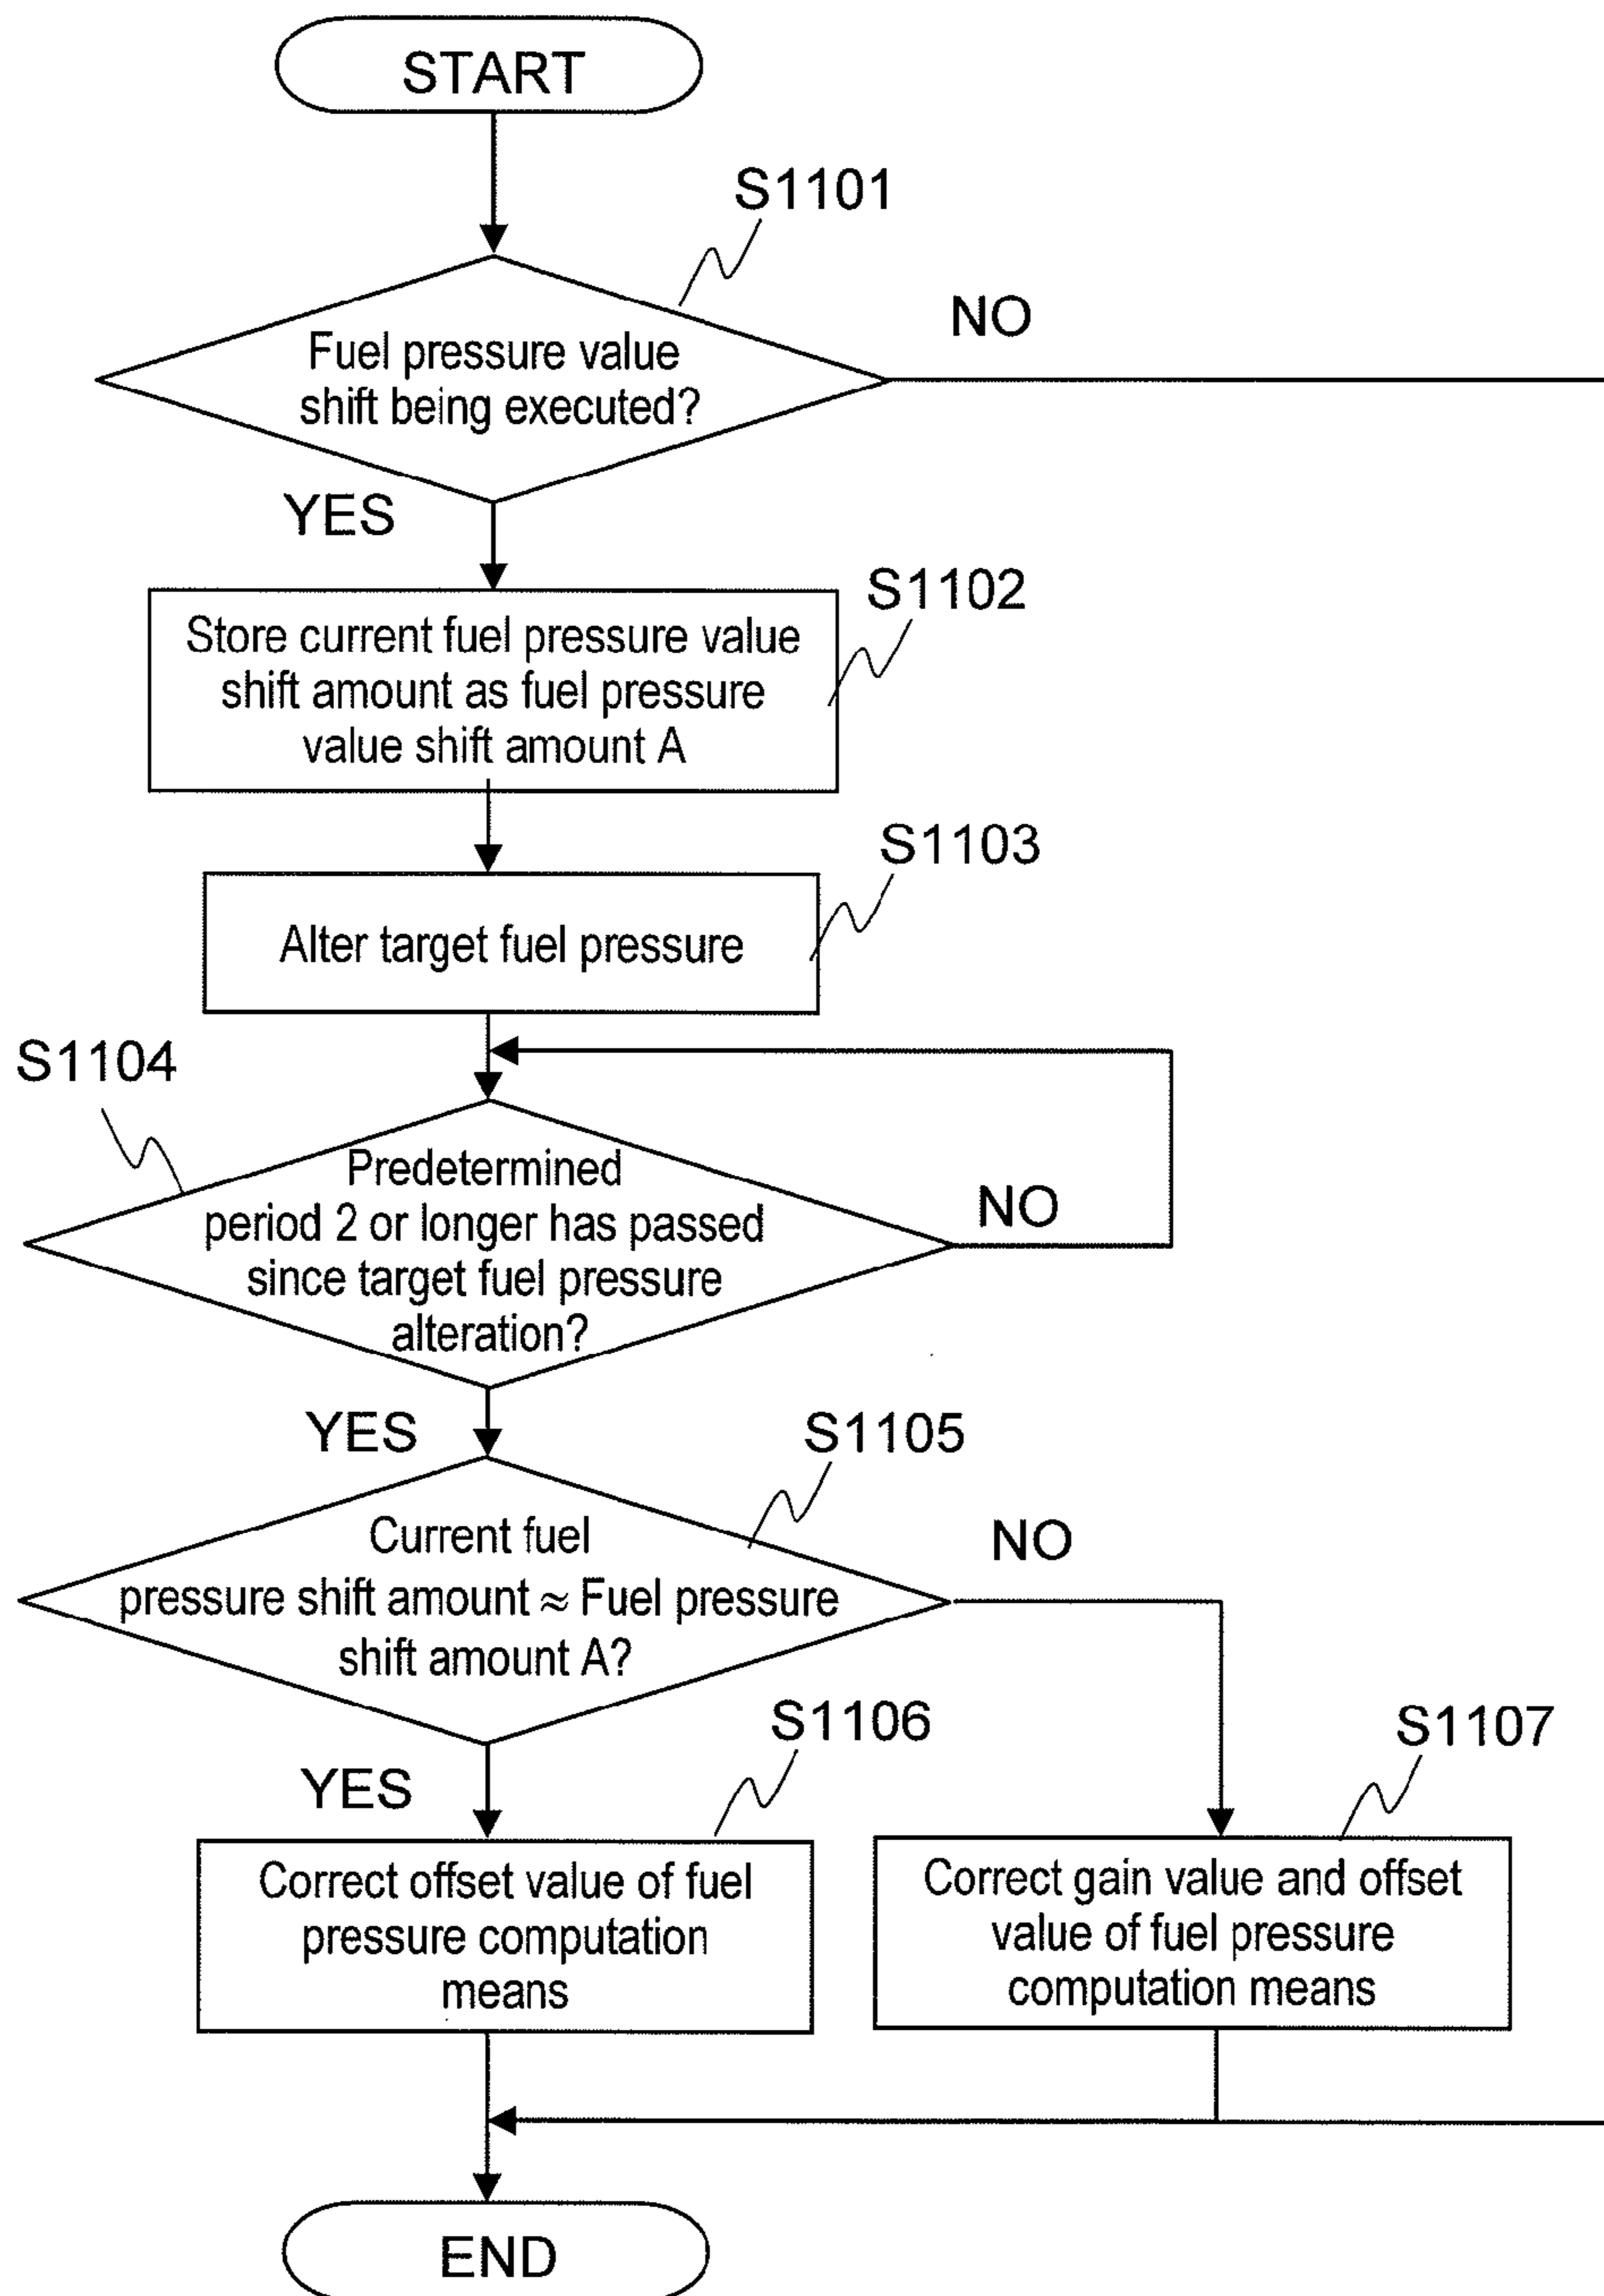 START
S1101
NO
Fuel pressure value
shift being executed?
YES
S1102
Store current fuel pressure value
shift amount as fuel pressure
value shift amount A
S1103
Alter target fuel pressure
S1104
Predetermined
period 2 or longer has passed
since target fuel pressure
alteration?
NO
YES
S1105
Current fuel
pressure shift amount ≈ Fuel pressure
shift amount A?
NO
YES
S1106
Correct offset value of fuel
pressure computation
means
S1107
Correct gain value and offset
value of fuel pressure
computation means
END